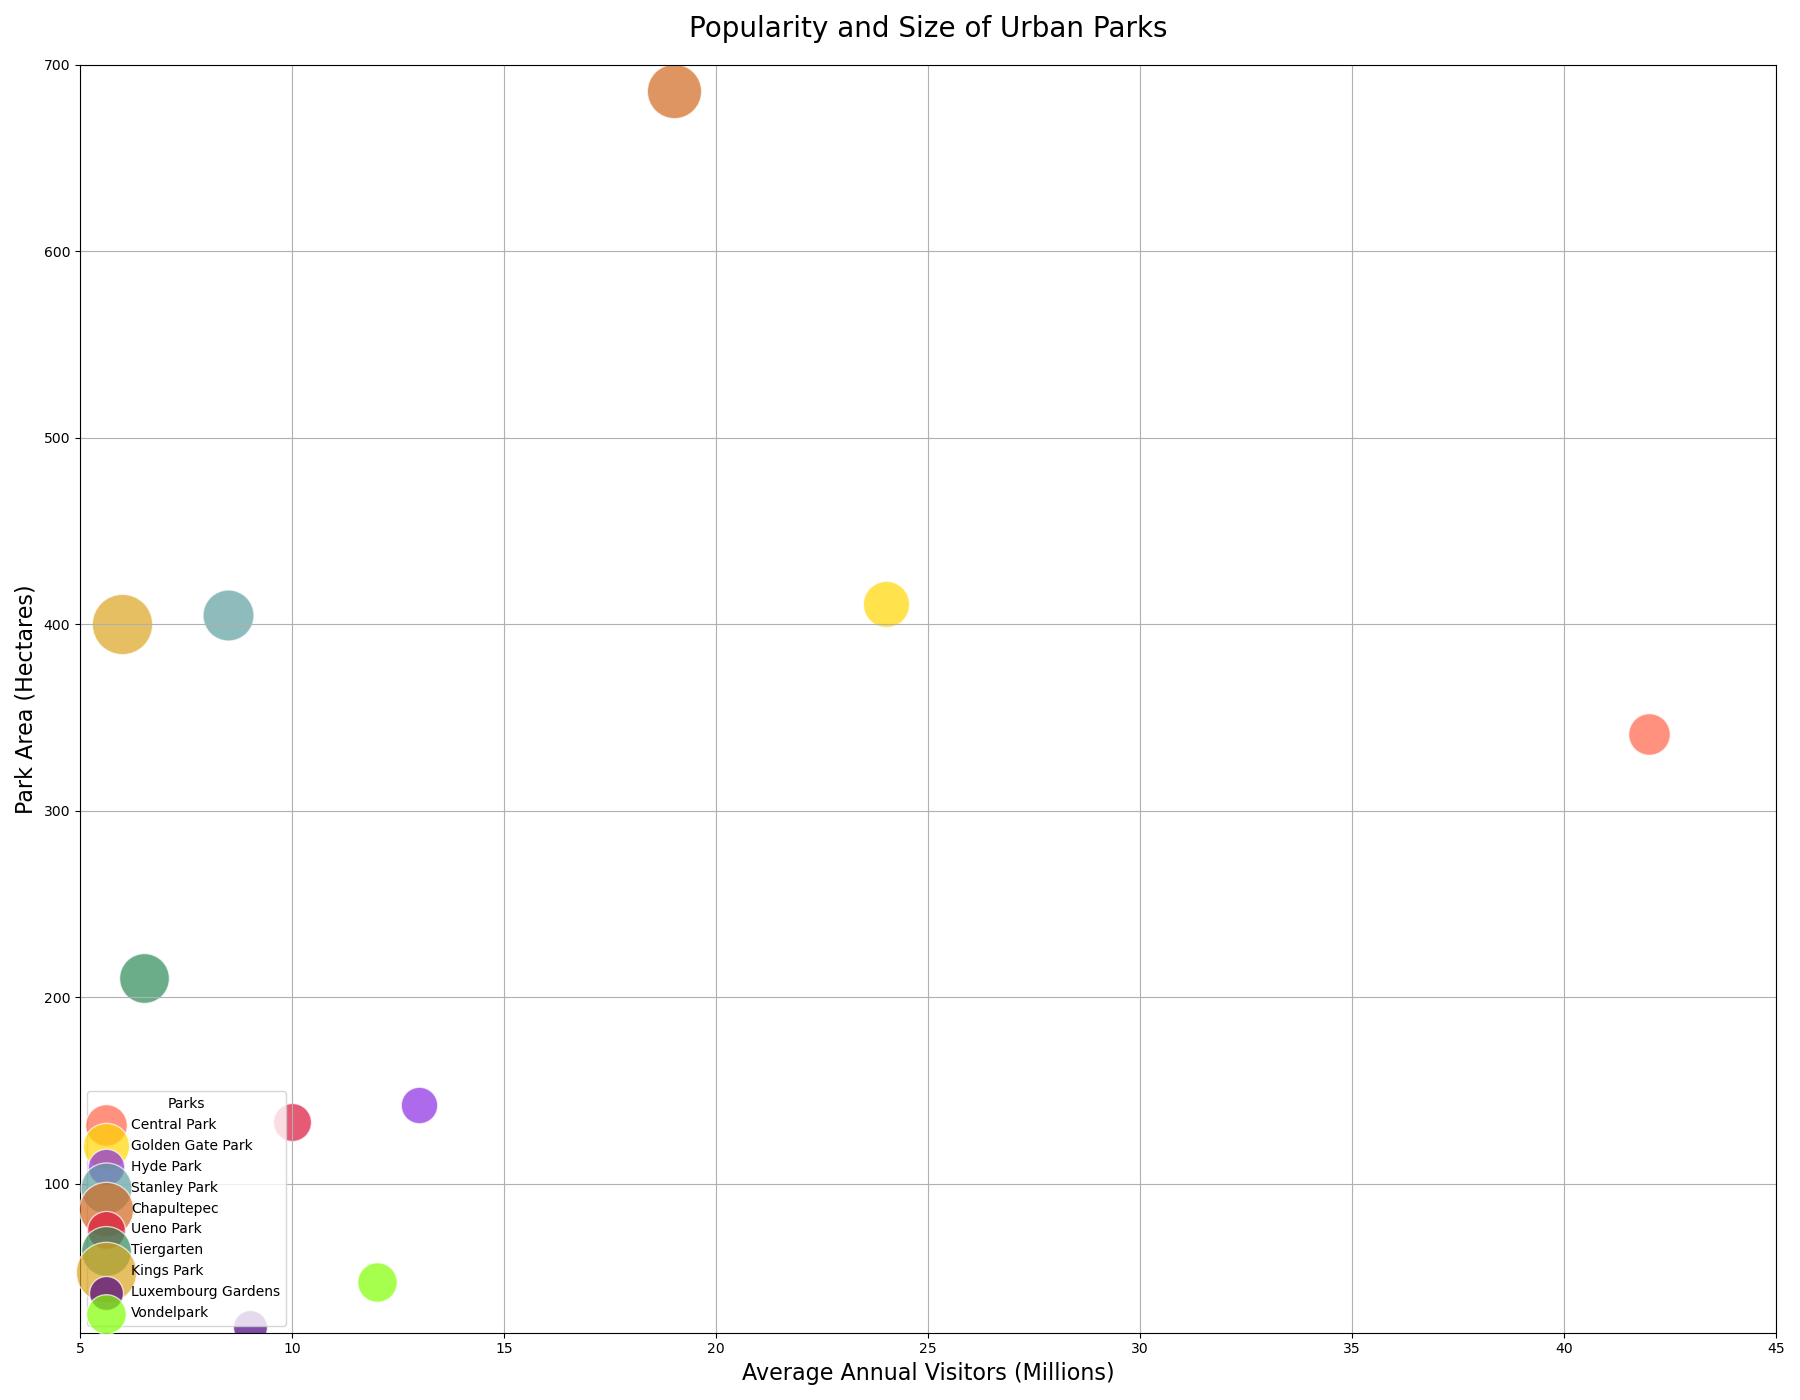 Popularity and Size of Urban Parks
Park Area (Hectares)
700
600
500
400
300
200
100
Parks
Central Park
Golden Gate Park
Hyde Park
Stanley Park
Chapultepec
Ueno Park
Tiergarten
Kings Park
Luxembourg Gardens
Vondelpark
5 10 15 20 25 30 35 40 45
Average Annual Visitors (Millions)